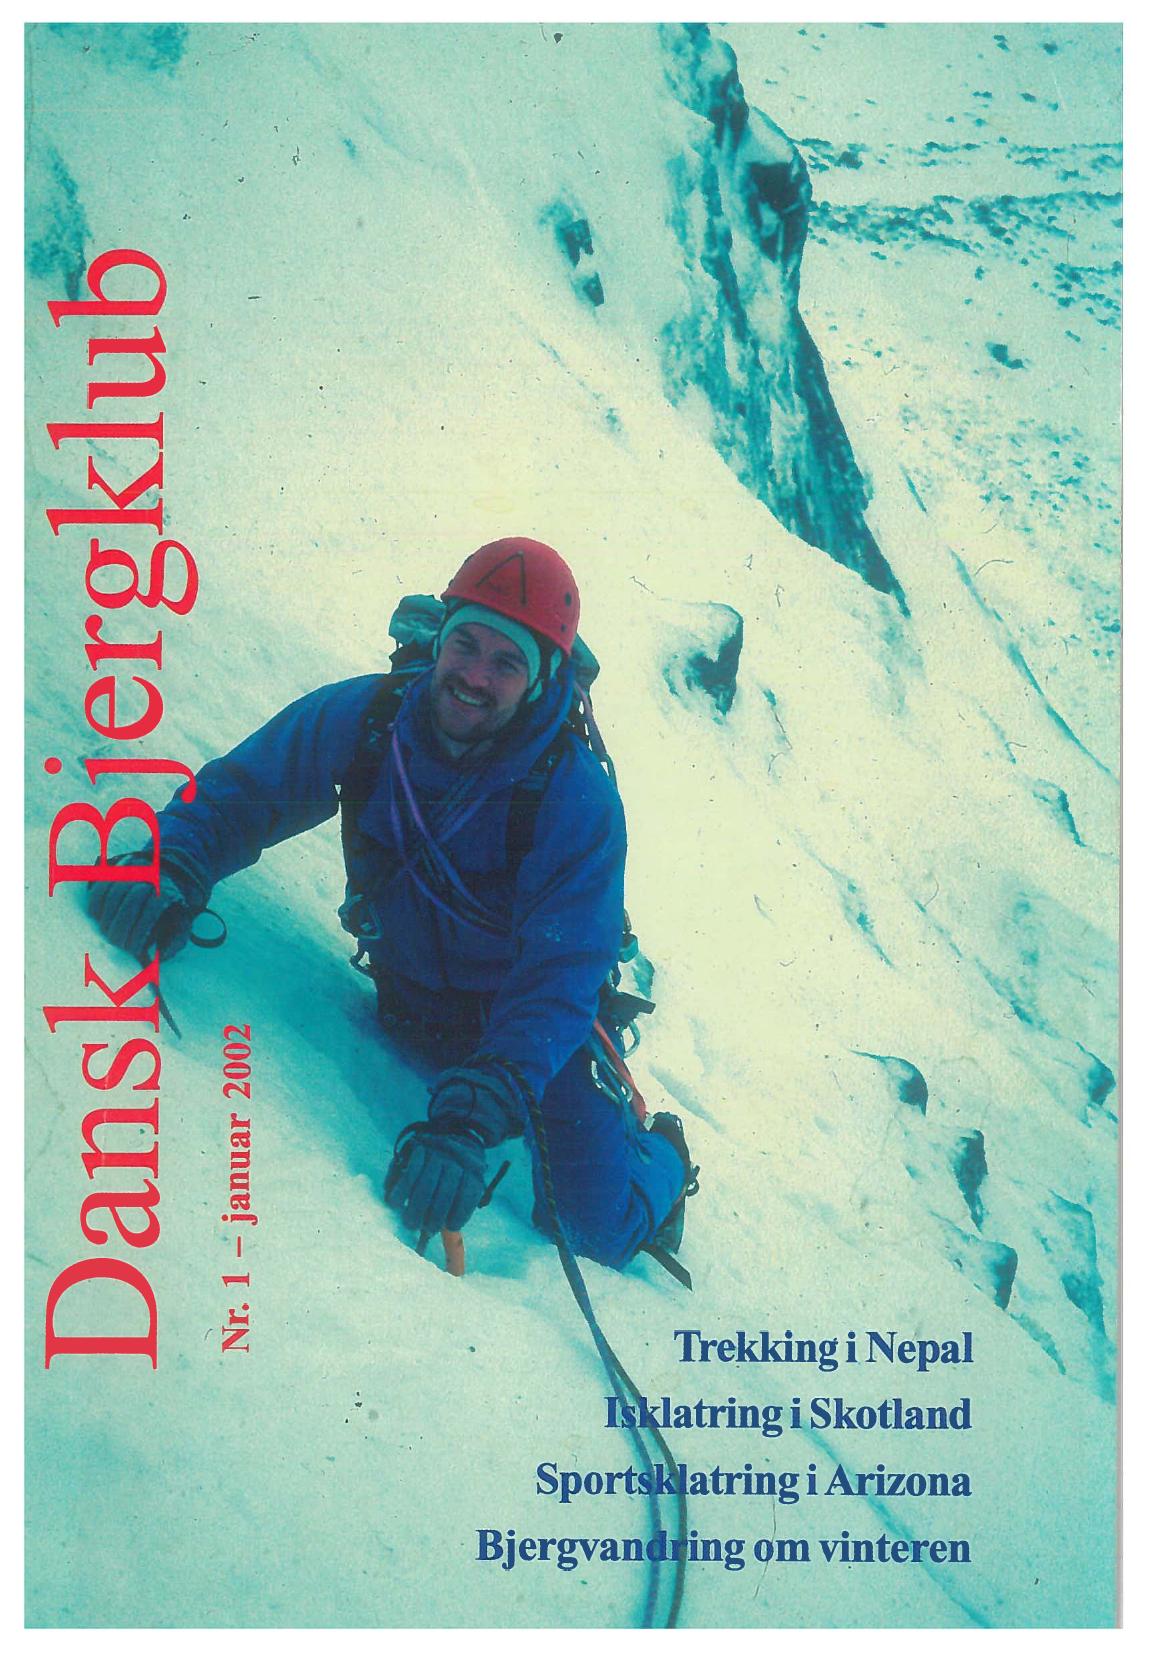 Dansk Bjergklub
Nr. 1 – januar 2002
Trekking i Nepal
Isklatring i Skotland
Sportsklatring i Arizona
Bjergvandring om vinteren